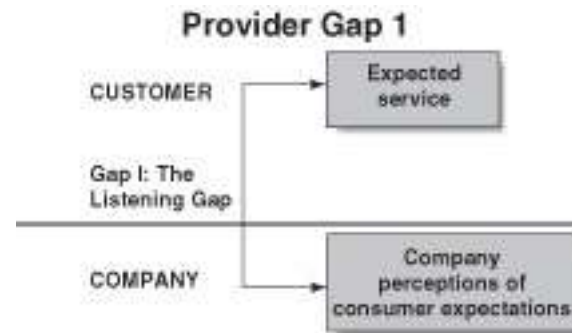 Provider Gap 1
CUSTOMER
Expected
service
Gap I: The
Listening Gap
COMPANY
Company
perceptions of
consumer expectations